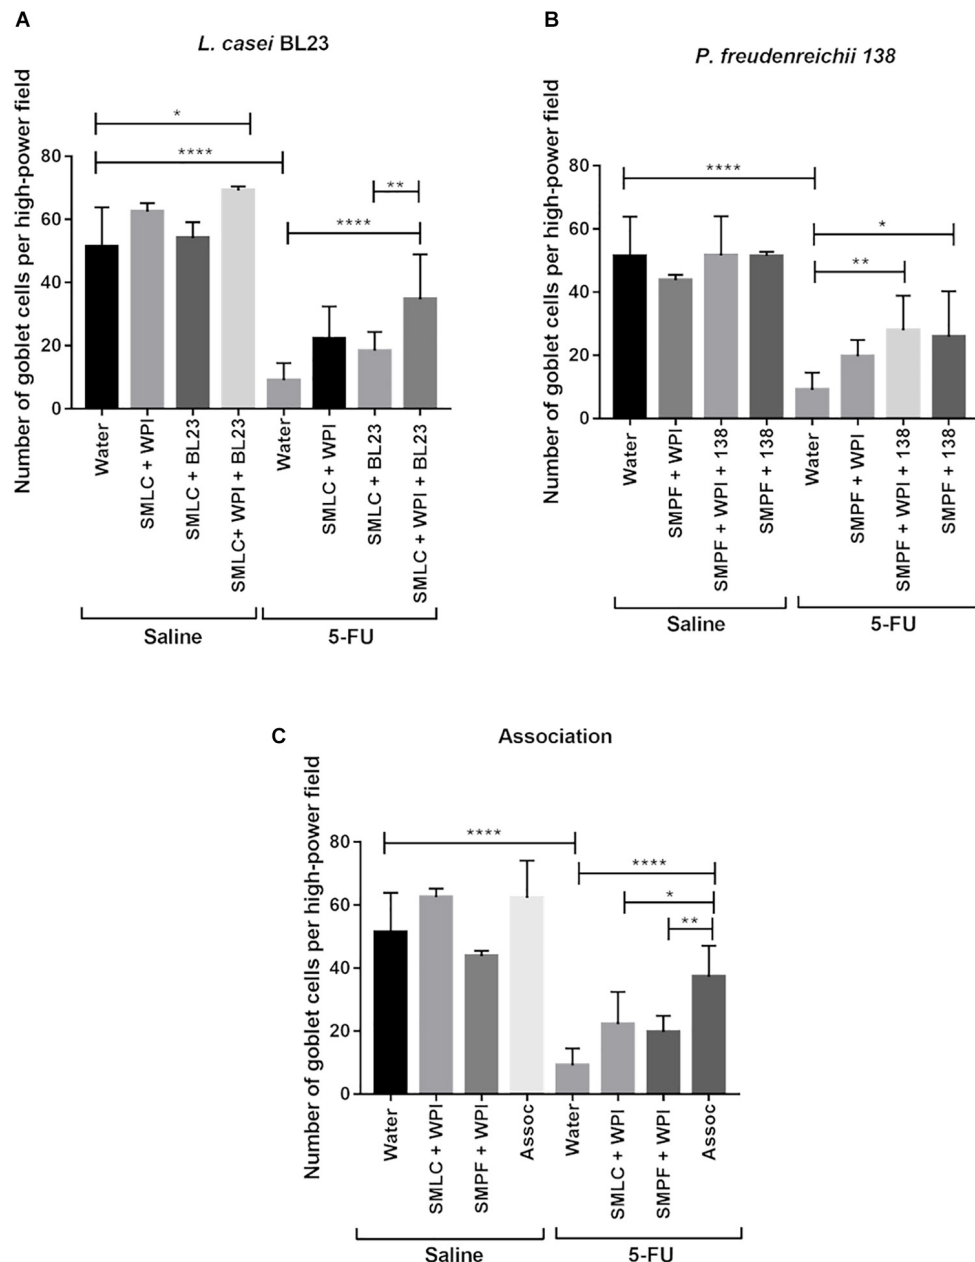 A
L. casei BL23
Number of goblet cells per high-power field
80
60
40
20
0
*
****
**
****
Water
SMLC + WPI
SMLC + BL23
SMLC+ WPI + BL23
Water
SMLC + WPI
SMLC + BL23
SMLC + WPI + BL23
Saline
5-FU
B
P. freudenreichii 138
Number of goblet cells per high-power field
80
60
40
20
0
****
*
**
Water
SMPF + WPI
SMPF + WPI + 138
SMPF + 138
Water
SMPF + WPI
SMPF + WPI + 138
SMPF + 138
Saline
5-FU
C
Association
Number of goblet cells per high-power field
80
60
40
20
0
****
****
*
**
Water
SMLC + WPI
SMPF + WPI
Assoc
Water
SMLC + WPI
SMPF + WPI
Assoc
Saline
5-FU